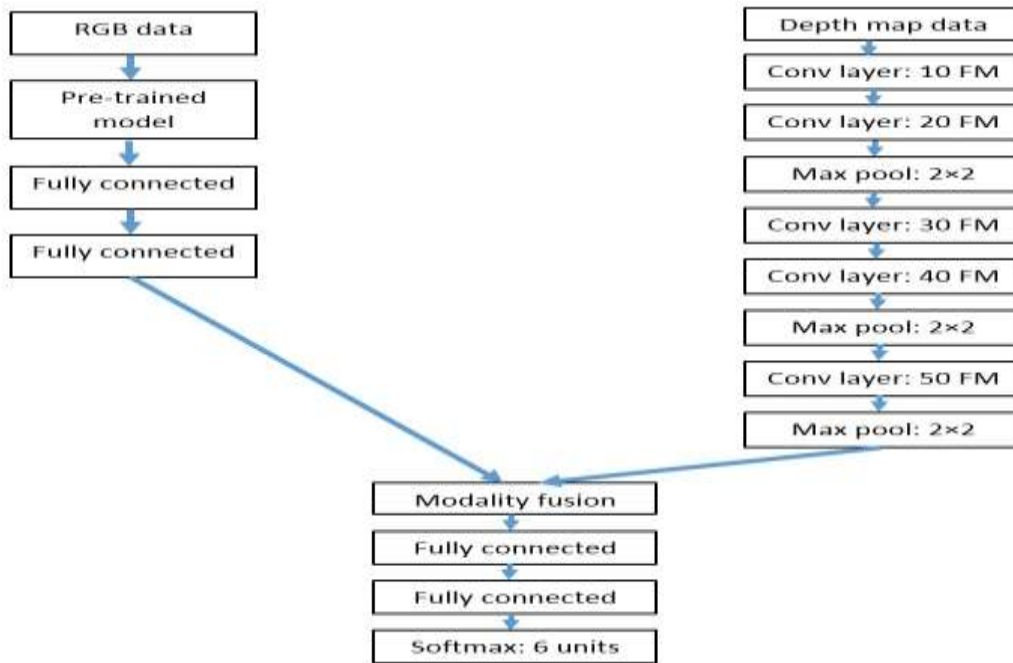 RGB data
Pre-trained
model
Fully connected
Fully connected
Depth map data
Conv layer: 10 FM
Conv layer: 20 FM
Max pool: 2×2
Conv layer: 30 FM
Conv layer: 40 FM
Max pool: 2×2
Conv layer: 50 FM
Max pool: 2×2
Modality fusion
Fully connected
Fully connected
Softmax: 6 units